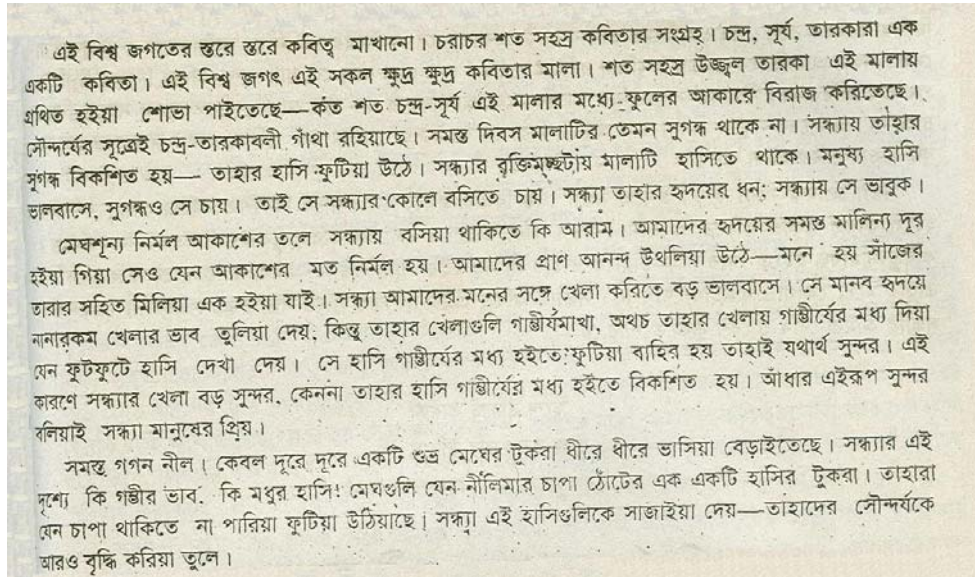 এই বিশ্ব জগতের স্তরে স্তরে কবিত্ব মাখানো। চরাচর শত সহস্র কবিতার সংগ্রহ। চন্দ্র, সূর্য, তারকারা এক
একটি কবিতা। এই বিশ্ব জগৎ এই সকল ক্ষুদ্র ক্ষুদ্র কবিতার মালা। শত সহস্র উজ্জ্বল তারকা এই মালায়
গ্রথিত হইয়া শোভা পাইতেছে—কত শত চন্দ্র-সূর্য এই মালার মধ্যে ফুলের আকারে বিরাজ করিতেছে।
সৌন্দর্যের সূত্রেই চন্দ্র-তারকাবলী গাঁথা রহিয়াছে। সমস্ত দিবস মালাটির তেমন সুগন্ধ থাকে না। সন্ধ্যায় তাহার
সুগন্ধ বিকশিত হয়— তাহার হাসি ফুটিয়া উঠে। সন্ধ্যার রক্তিমচ্ছটায় মালাটি হাসিতে থাকে। মনুষ্য হাসি
ভালবাসে, সুগন্ধও সে চায়। তাই সে সন্ধ্যার কোলে বসিতে চায়। সন্ধ্যা তাহার হৃদয়ের ধন; সন্ধ্যায় সে ভাবুক।
মেঘশূন্য নির্মল আকাশের তলে সন্ধ্যায় বসিয়া থাকিতে কি আরাম। আমাদের হৃদয়ের সমস্ত মালিন্য দূর
হইয়া গিয়া সেও যেন আকাশের মত নির্মল হয়। আমাদের প্রাণ আনন্দে উথলিয়া উঠে—মনে হয় সাঁজের
তারার সহিত মিলিয়া এক হইয়া যাই। সন্ধ্যা আমাদের মনের সঙ্গে খেলা করিতে বড় ভালবাসে। সে মানব হৃদয়ে
নানারকম খেলার ভাব তুলিয়া দেয়, কিন্তু তাহার খেলাগুলি গাম্ভীর্যমাখা, অথচ তাহার খেলায় গাম্ভীর্যের মধ্য দিয়া
যেন ফুটফুটে হাসি দেখা দেয়। সে হাসি গাম্ভীর্যের মধ্য হইতে ফুটিয়া বাহির হয় তাহাই যথার্থ সুন্দর। এই
কারণে সন্ধ্যার খেলা বড় সুন্দর, কেননা তাহার হাসি গাম্ভীর্যের মধ্য হইতে বিকশিত হয়। আঁধার এইরূপ সুন্দর
বলিয়াই সন্ধ্যা মানুষের প্রিয়।
সমস্ত গগন নীল। কেবল দূরে দূরে একটি শুভ্র মেঘের টুকরা ধীরে ধীরে ভাসিয়া বেড়াইতেছে। সন্ধ্যার এই
দৃশ্যে কি গম্ভীর ভাব, কি মধুর হাসি! মেঘগুলি যেন নীলিমার চাপা ঠোঁটের এক একটি হাসির টুকরা। তাহারা
যেন চাপা থাকিতে না পারিয়া ফুটিয়া উঠিয়াছে। সন্ধ্যা এই হাসিগুলিকে সাজাইয়া দেয়—তাহাদের সৌন্দর্যকে
আরও বৃদ্ধি করিয়া তুলে।